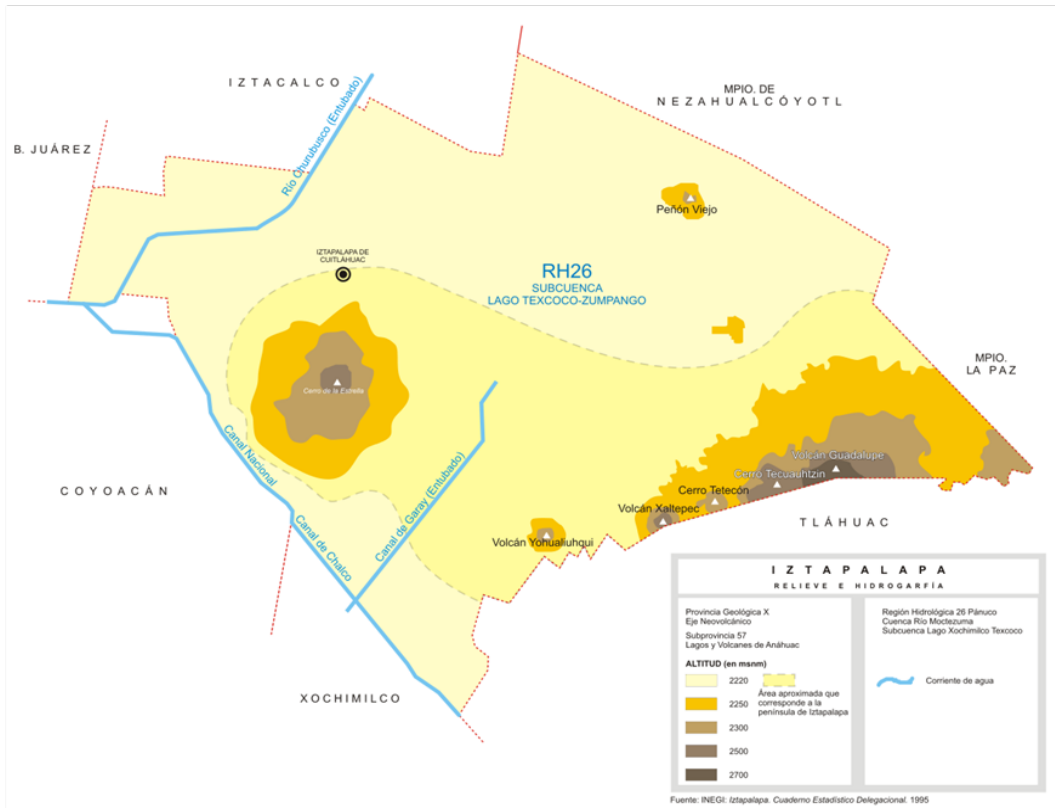 IZTACALCO
MPIO. DE
NEZAHUALCÓYOTL
B. JUÁREZ
Río Churubusco (Entubado)
Peñón Viejo
IZTAPALAPA DE
CUITLÁHUAC
RH26
SUBCUENCA
LAGO TEXCOCO-ZUMPANGO
MPIO.
LA PAZ
Cerro de la Estrella
Canal Nacional
Canal de Garay (Entubado)
Volcán Guadalupe
Cerro Tecuauhtzin
Cerro Tetecón
Volcán Xaltepec
COYOACÁN
Canal de Chalco
Volcán Yohualiuhqui
TLÁHUAC
XOCHIMILCO
IZTAPALAPA
RELIEVE E HIDROGARFÍA
Provincia Geológica X
Eje Neovolcánico
Subprovincia 57
Lagos y Volcanes de Anáhuac
ALTITUD (en msnm)
2220
2250
2300
2500
2700
Área aproximada que
corresponde a la
península de Iztapalapa
Región Hidrológica 26 Pánuco
Cuenca Río Moctezuma
Subcuenca Lago Xochimilco Texcoco
Corriente de agua
Fuente: INEGI: Iztapalapa. Cuaderno Estadístico Delegacional. 1995